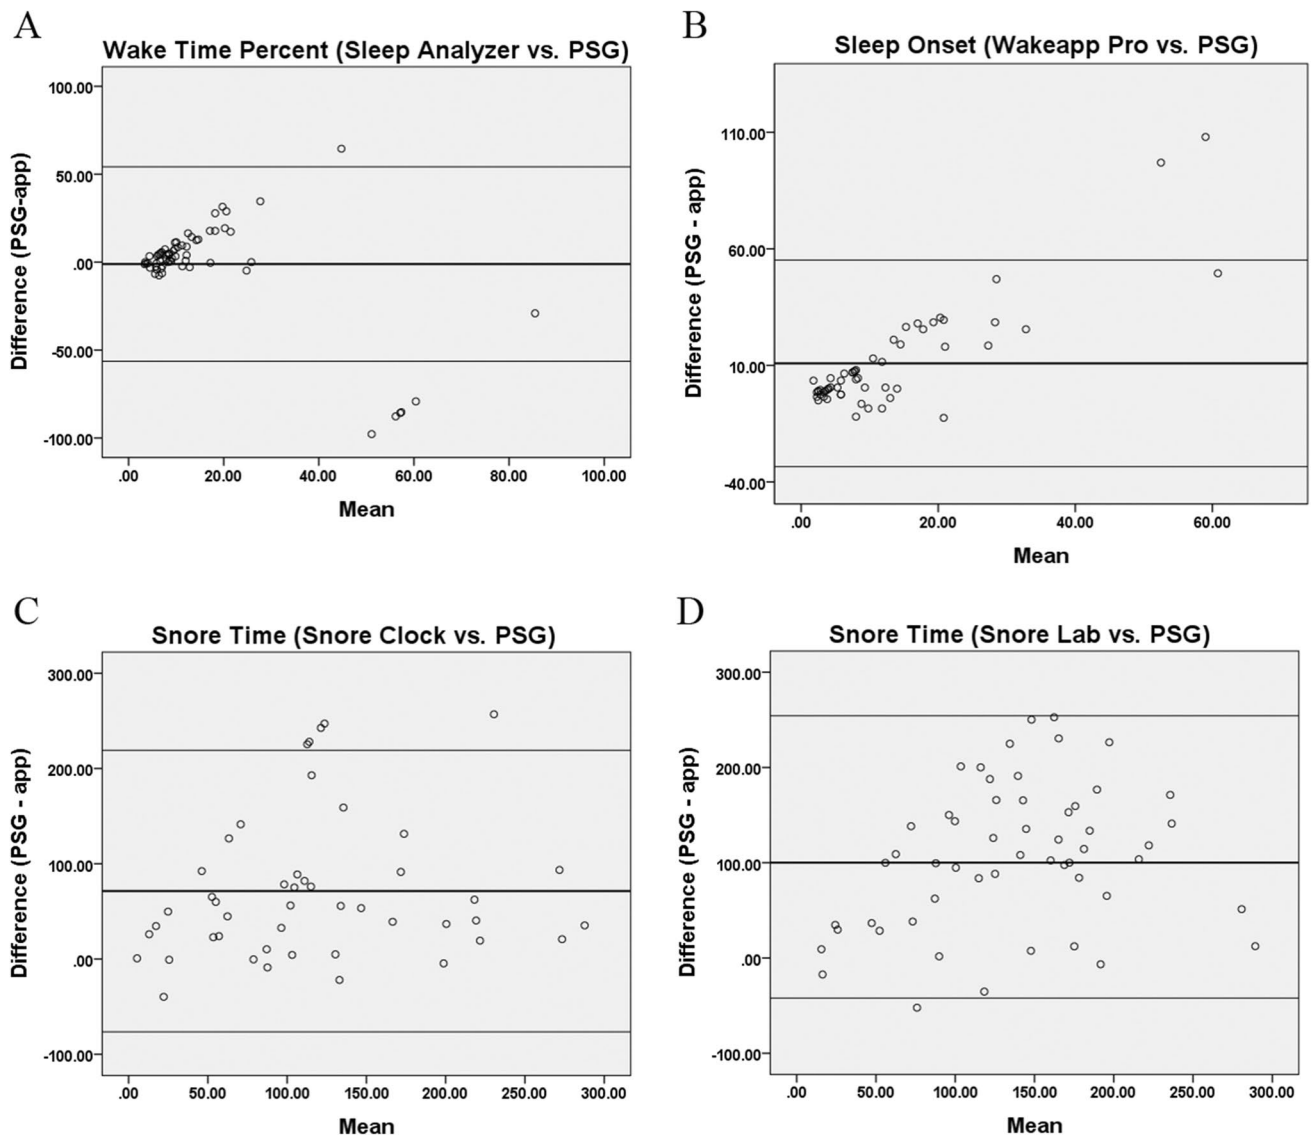 A
Wake Time Percent (Sleep Analyzer vs. PSG)
100.00
50.00
.00
-50.00
-100.00
Difference (PSG-app)
.00 20.00 40.00 60.00 80.00 100.00
Mean
B
Sleep Onset (Wakeapp Pro vs. PSG)
110.00
60.00
10.00
-40.00
Difference (PSG - app)
.00 20.00 40.00 60.00
Mean
C
Snore Time (Snore Clock vs. PSG)
300.00
200.00
100.00
.00
-100.00
Difference (PSG - app)
.00 50.00 100.00 150.00 200.00 250.00 300.00
Mean
D
Snore Time (Snore Lab vs. PSG)
300.00
200.00
100.00
.00
-100.00
Difference (PSG - app)
.00 50.00 100.00 150.00 200.00 250.00 300.00
Mean